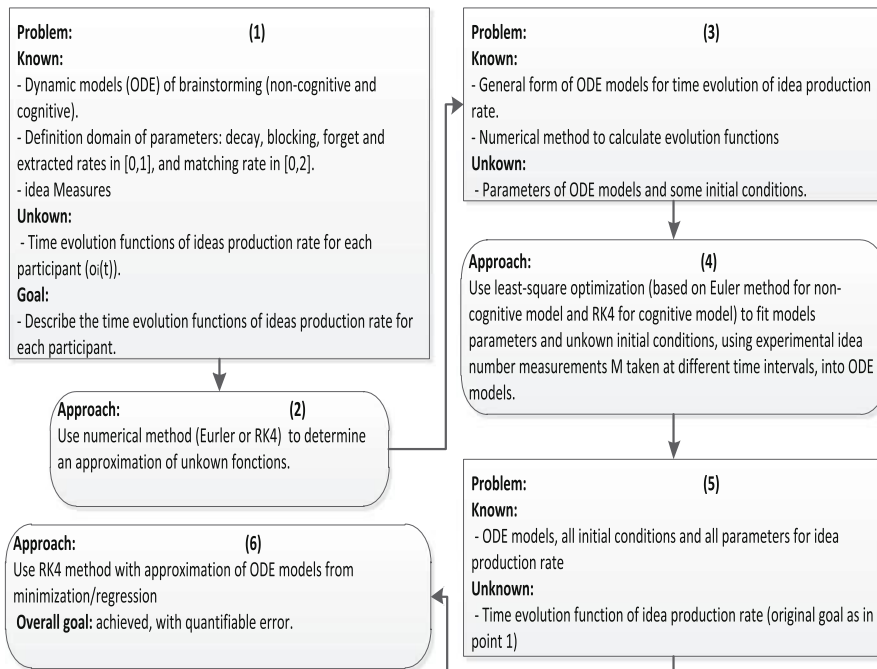 Problem: (1)
Known:
- Dynamic models (ODE) of brainstorming (non-cognitive and
cognitive).
- Definition domain of parameters: decay, blocking, forget and
extracted rates in [0,1], and matching rate in [0,2].
- idea Measures
Unkown:
- Time evolution functions of ideas production rate for each
participant (oi(t)).
Goal:
- Describe the time evolution functions of ideas production rate for
each participant.
Approach: (2)
Use numerical method (Eurler or RK4) to determine
an approximation of unkown fonctions.
Problem: (3)
Known:
- General form of ODE models for time evolution of idea production
rate.
- Numerical method to calculate evolution functions
Unknown:
- Parameters of ODE models and some initial conditions.
Approach: (4)
Use least-square optimization (based on Euler method for non-
cognitive model and RK4 for cognitive model) to fit models
parameters and unkown initial conditions, using experimental idea
number measurements M taken at different time intervals, into ODE
models.
Problem: (5)
Known:
- ODE models, all initial conditions and all parameters for idea
production rate
Unknown:
- Time evolution function of idea production rate (original goal as in
point 1)
Approach: (6)
Use RK4 method with approximation of ODE models from
minimization/regression
Overall goal: achieved, with quantifiable error.